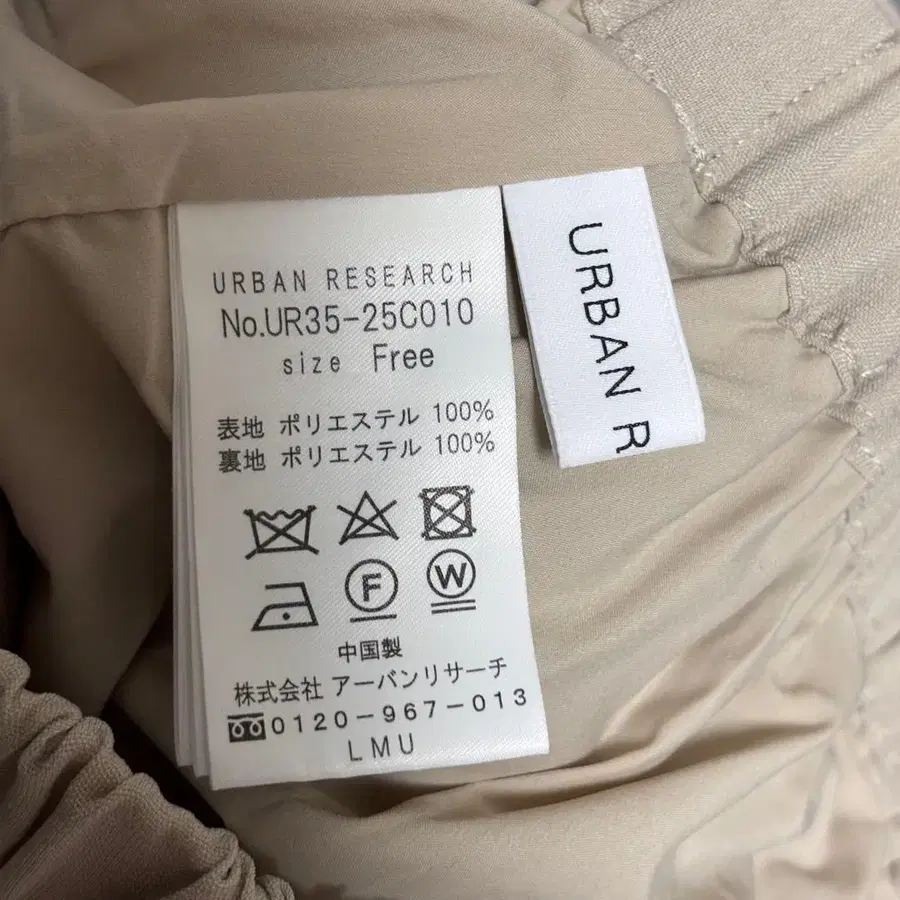 URBAN RESEARCH
No.UR35-25C010
size Free
表地 ポリエステル 100%
裏地 ポリエステル 100%
F W
中国製
株式会社 アーバンリサーチ
0120-967-013
LMU
URBAN R